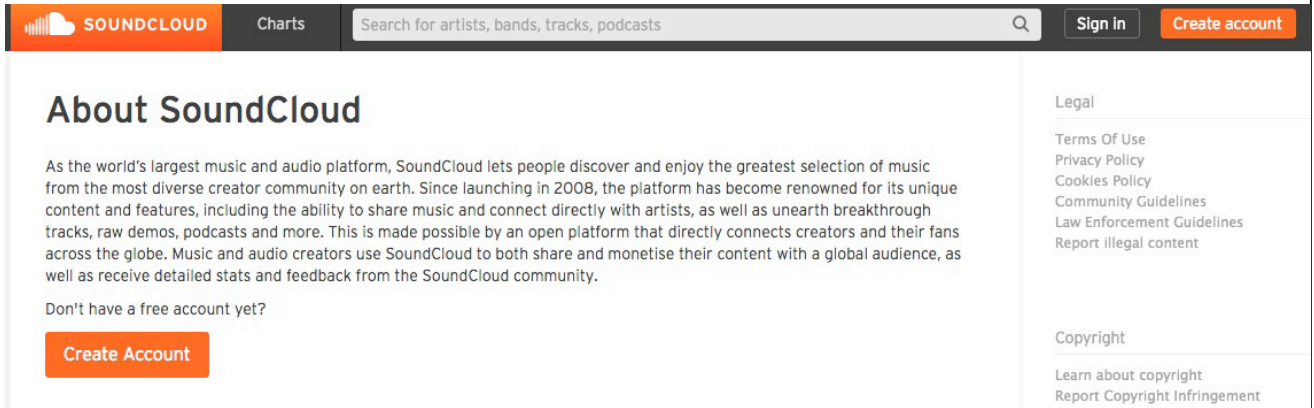 SOUNDCLOUD
Charts
Search for artists, bands, tracks, podcasts
Sign in
Create account
About SoundCloud
As the world's largest music and audio platform, SoundCloud lets people discover and enjoy the greatest selection of music
from the most diverse creator community on earth. Since launching in 2008, the platform has become renowned for its unique
content and features, including the ability to share music and connect directly with artists, as well as unearth breakthrough
tracks, raw demos, podcasts and more. This is made possible by an open platform that directly connects creators and their fans
across the globe. Music and audio creators use SoundCloud to both share and monetise their content with a global audience, as
well as receive detailed stats and feedback from the SoundCloud community.
Don't have a free account yet?
Create Account
Legal
Terms Of Use
Privacy Policy
Cookies Policy
Community Guidelines
Law Enforcement Guidelines
Report illegal content
Copyright
Learn about copyright
Report Copyright Infringement